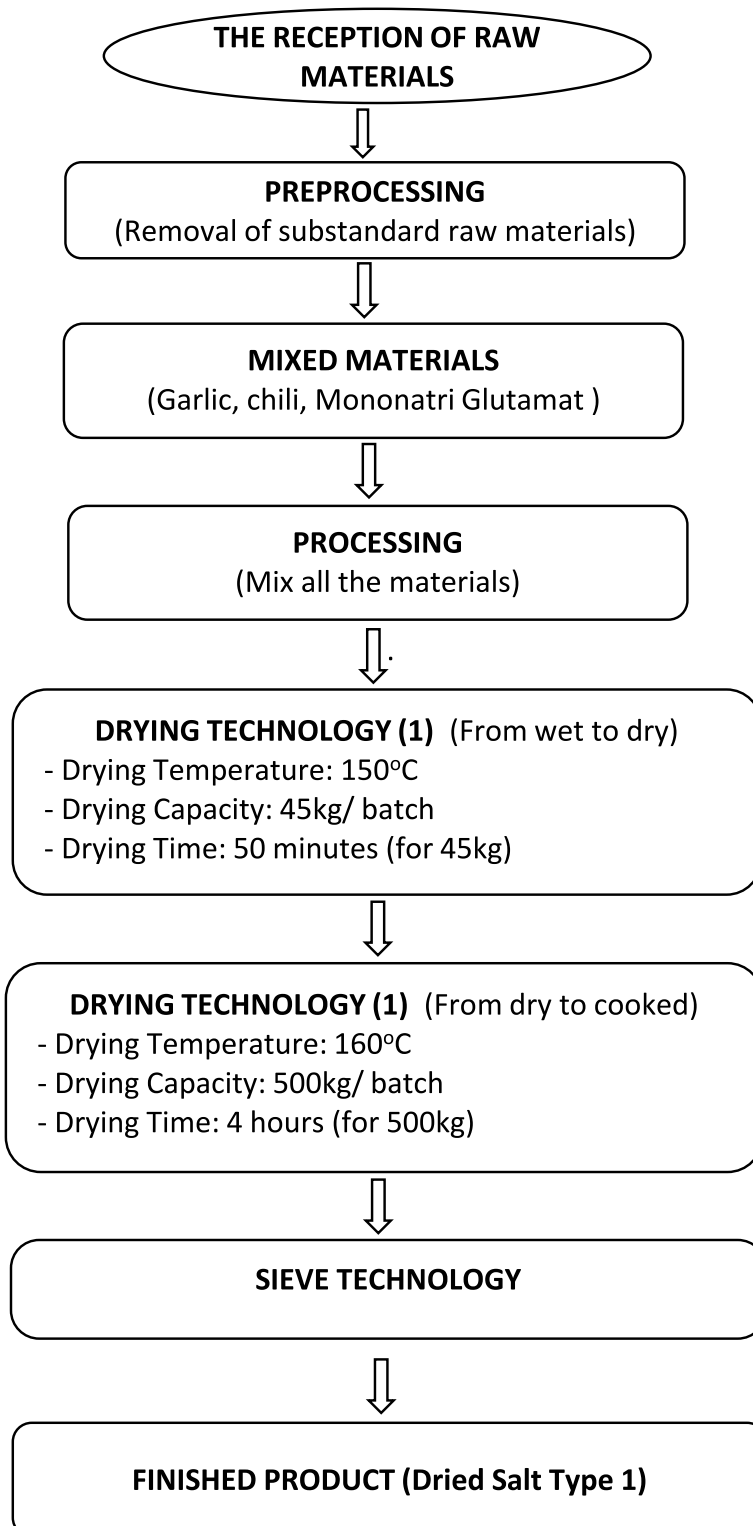 THE RECEPTION OF RAW
MATERIALS
PREPROCESSING
(Removal of substandard raw materials)
MIXED MATERIALS
(Garlic, chili, Mononatri Glutamat )
PROCESSING
(Mix all the materials)
.
DRYING TECHNOLOGY (1) (From wet to dry)
- Drying Temperature: 150°C
- Drying Capacity: 45kg/ batch
- Drying Time: 50 minutes (for 45kg)
DRYING TECHNOLOGY (1) (From dry to cooked)
- Drying Temperature: 160°C
- Drying Capacity: 500kg/ batch
- Drying Time: 4 hours (for 500kg)
SIEVE TECHNOLOGY
FINISHED PRODUCT (Dried Salt Type 1)